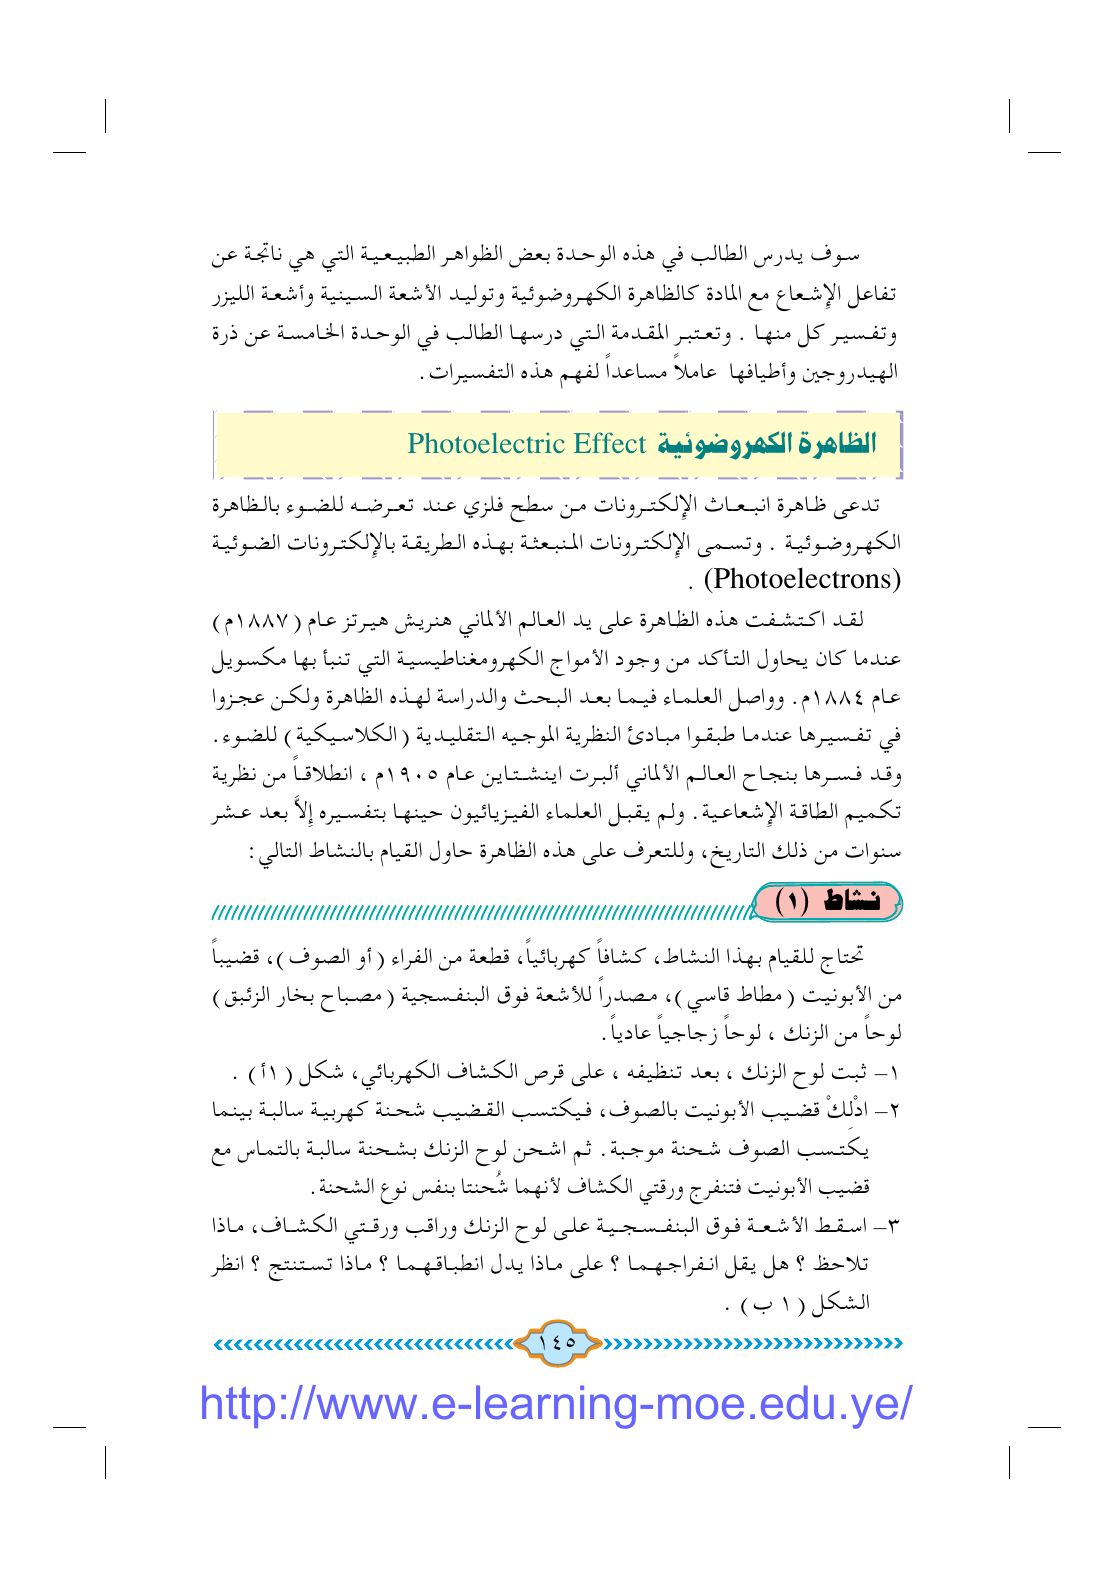 سوف يدرس الطالب في هذه الوحدة بعض الظواهر الطبيعية التي هي ناتجة عن
تفاعل الإشعاع مع المادة كالظاهرة الكهروضوئية وتوليد الأشعة السينية وأشعة الليزر
وتفسير كل منها . وتعتبر المقدمة التي درسها الطالب في الوحدة الخامسة عن ذرة
الهيدروجين وأطيافها عاملاً مساعداً لفهم هذه التفسيرات .
الظاهرة الكهروضوئية Photoelectric Effect
تدعى ظاهرة انبعاث الإلكترونات من سطح فلزي عند تعرضه للضوء بالظاهرة
الكهروضوئية . وتسمى الإلكترونات المنبعثة بهذه الطريقة بالإلكترونات الضوئية
(Photoelectrons) .
لقد اكتشفت هذه الظاهرة على يد العالم الألماني هنريش هيرتز عام ( ١٨٨٧م )
عندما كان يحاول التأكد من وجود الأمواج الكهرومغناطيسية التي تنبأ بها مكسويل
عام ١٨٨٤م . وواصل العلماء فيما بعد البحث والدراسة لهذه الظاهرة ولكن عجزوا
في تفسيرها عندما طبقوا مبادئ النظرية الموجيه التقليدية ( الكلاسيكية ) للضوء .
وقد فسرها بنجاح العالم الألماني ألبرت اينشتاين عام ١٩٠٥م ، انطلاقاً من نظرية
تكميم الطاقة الإشعاعية . ولم يقبل العلماء الفيزيائيون حينها بتفسيره إلاَّ بعد عشر
سنوات من ذلك التاريخ، وللتعرف على هذه الظاهرة حاول القيام بالنشاط التالي :
نشاط (١)
تحتاج للقيام بهذا النشاط، كشافاً كهربائياً، قطعة من الفراء ( أو الصوف )، قضيباً
من الأبونيت ( مطاط قاسي )، مصدراً للأشعة فوق البنفسجية ( مصباح بخار الزئبق )
لوحاً من الزنك ، لوحاً زجاجياً عادياً .
١- ثبت لوح الزنك ، بعد تنظيفه ، على قرص الكشاف الكهربائي، شكل ( ١أ ) .
٢- ادْلِكْ قضيب الأبونيت بالصوف، فيكتسب القضيب شحنة كهربية سالبة بينما
يكتسب الصوف شحنة موجبة . ثم اشحن لوح الزنك بشحنة سالبة بالتماس مع
قضيب الأبونيت فتنفرج ورقتي الكشاف لأنهما شُحنتا بنفس نوع الشحنة .
٣- اسقط الأشعة فوق البنفسجية على لوح الزنك وراقب ورقتي الكشاف، ماذا
تلاحظ ؟ هل يقل انفراجهما ؟ على ماذا يدل انطباقهما ؟ ماذا تستنتج ؟ انظر
الشكل ( ١ ب ) .
١٤٥
http://www.e-learning-moe.edu.ye/